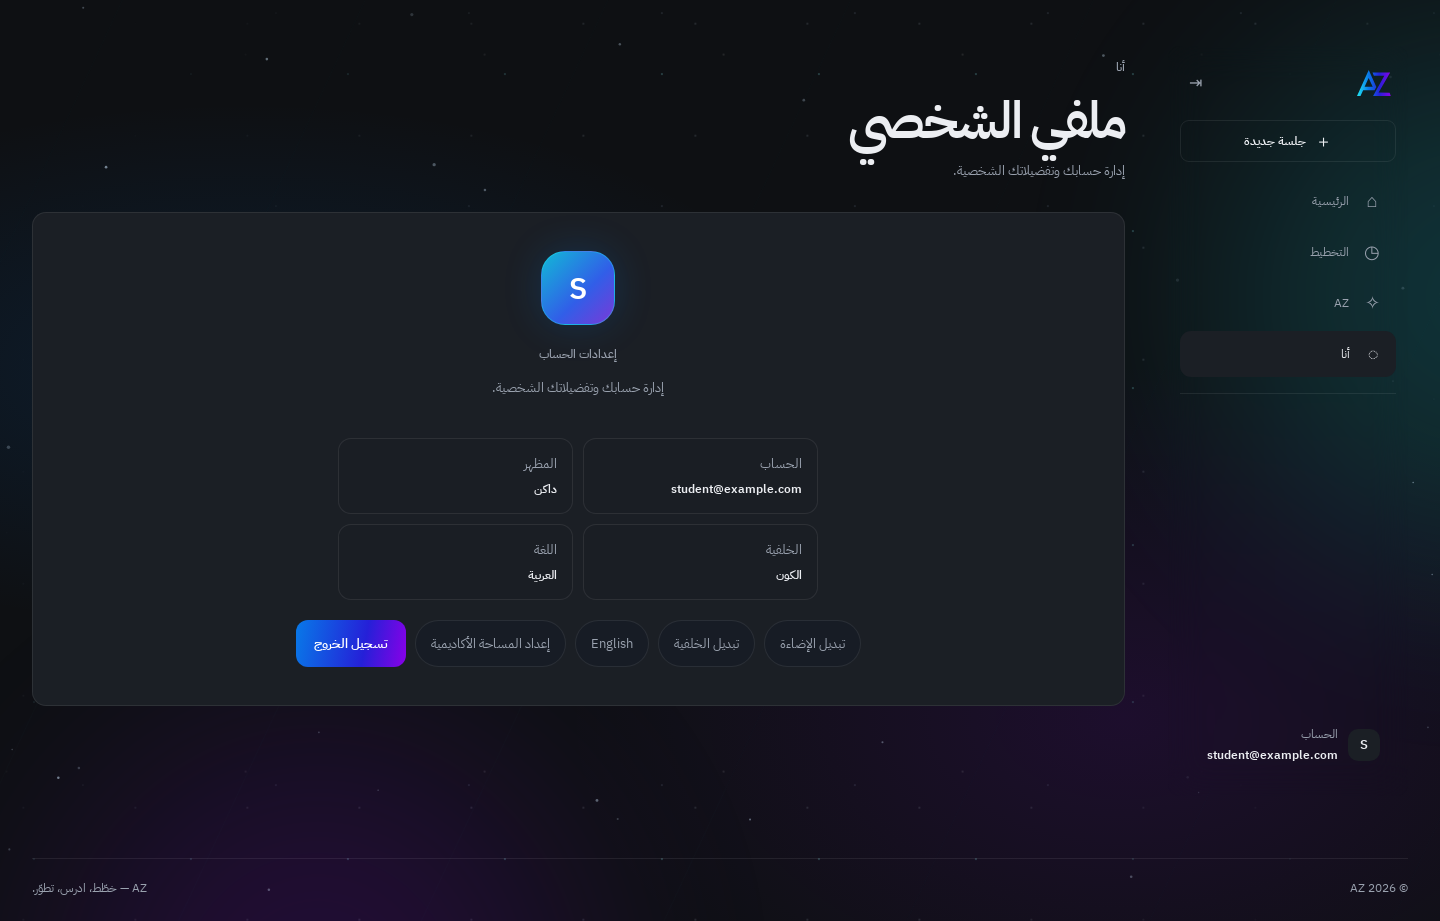 AZ
جلسة جديدة
الرئيسية
التخطيط
AZ
أنا
الحساب
student@example.com
S
أنا
ملفي الشخصي
إدارة حسابك وتفضيلاتك الشخصية.
S
إعدادات الحساب
إدارة حسابك وتفضيلاتك الشخصية.
الحساب
student@example.com
المظهر
داكن
الخلفية
الكون
اللغة
العربية
تبديل الإضاءة
تبديل الخلفية
English
إعداد المساحة الأكاديمية
تسجيل الخروج
© 2026 AZ
AZ — خطّط، ادرس، تطوّر.